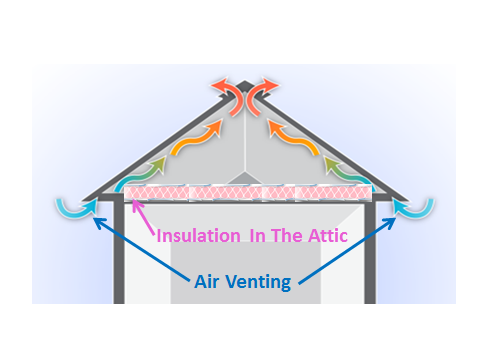 Insulation In The Attic
Air Venting